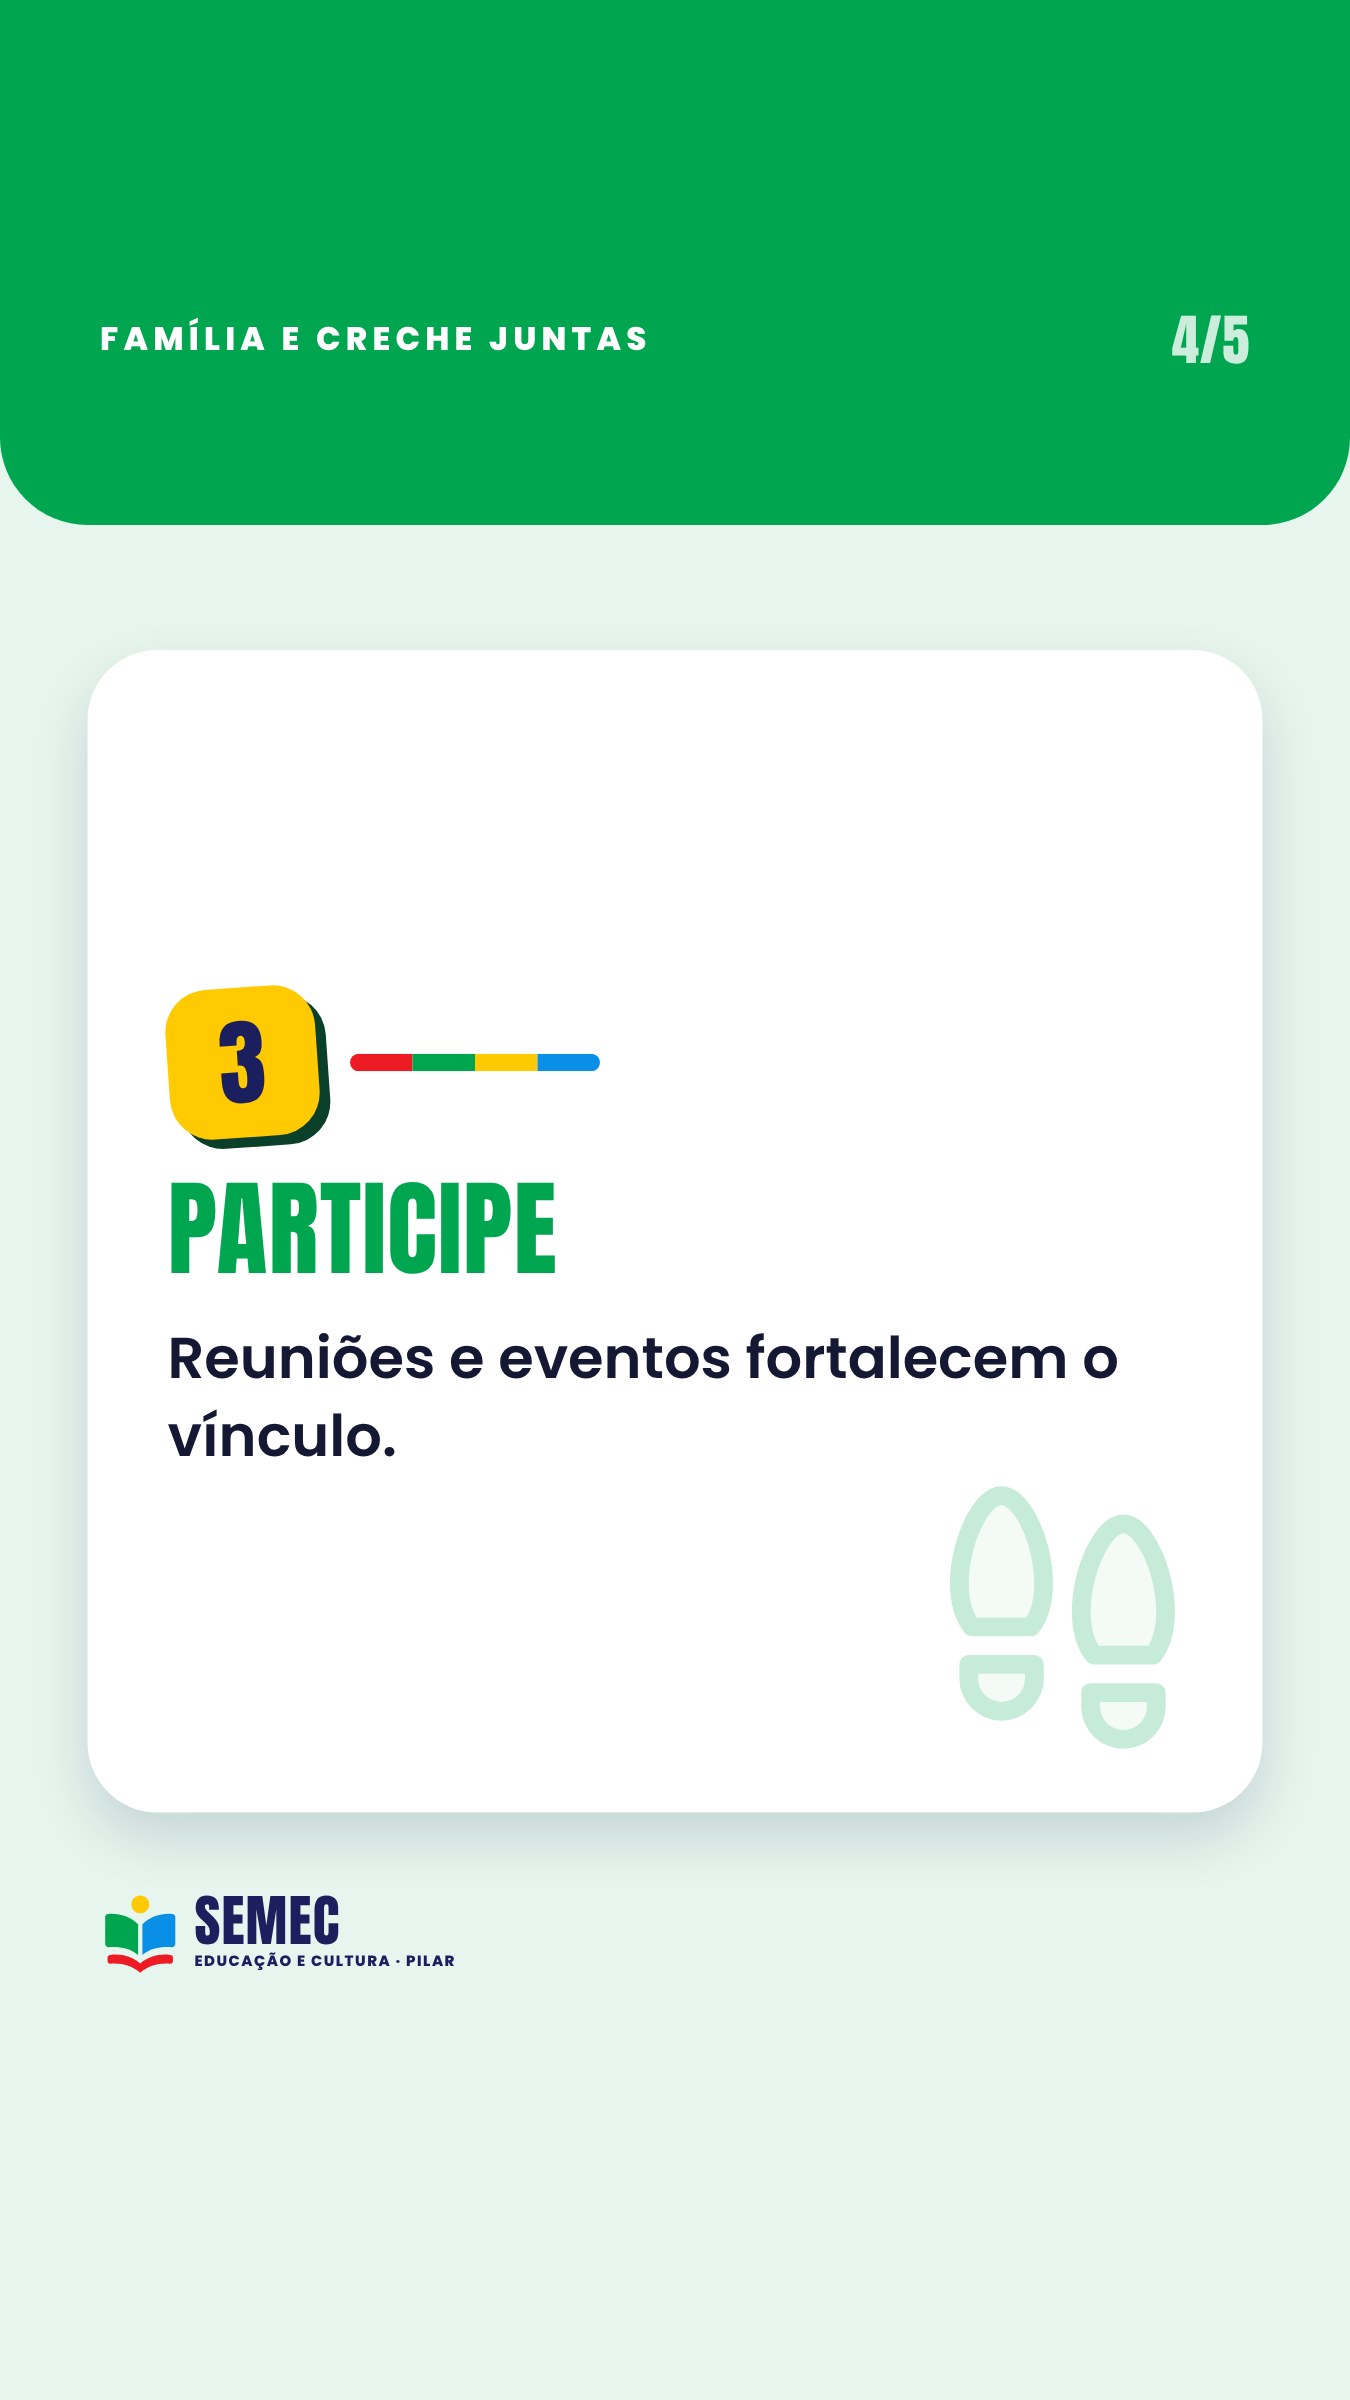 FAMÍLIA E CRECHE JUNTAS
4/5
3
PARTICIPE
Reuniões e eventos fortalecem o
vínculo.
SEMEC
EDUCAÇÃO E CULTURA · PILAR